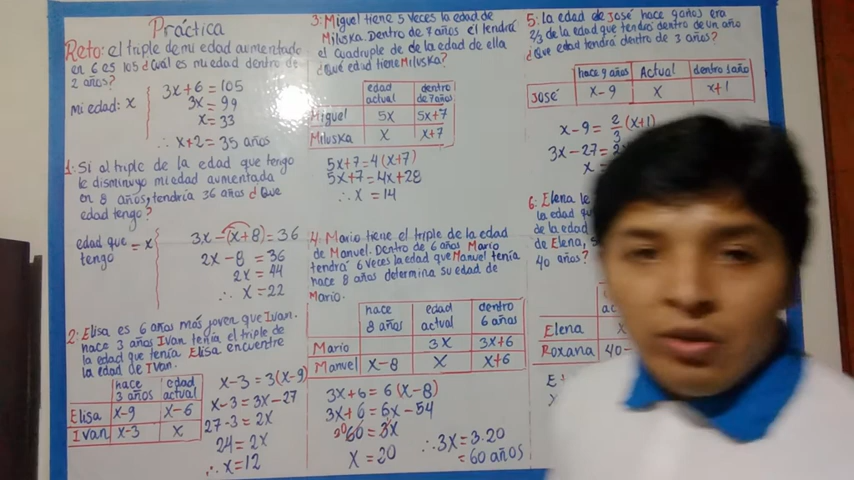 Práctica
Reto: el triple de mi edad aumentado
en 6 es 105 ¿Cuál es mi edad dentro de
2 años?
mi edad: x
3x+6 = 105
3x = 99
x = 33
∴ x+2 = 35 años
1: Si al triple de la edad que tengo
le disminuyo mi edad aumentada
en 8 años, tendría 36 años ¿Que
edad tengo?
edad que
tengo = x
3x-(x+8) = 36
2x-8 = 36
2x = 44
∴ x = 22
2: Elisa es 6 años más joven que Ivan.
hace 3 años Ivan tenía el triple de
la edad que tenía Elisa encuentre
la edad de Ivan.
hace 3 años edad actual
Elisa x-9 x-6
Ivan x-3 x
x-3 = 3(x-9)
x-3 = 3x-27
27-3 = 2x
24 = 2x
∴ x = 12
3: Miguel tiene 5 veces la edad de
Miluska. Dentro de 7 años él tendrá
el cuadruple de de la edad de ella
¿Qué edad tiene Miluska?
edad actual dentro de 7 años
Miguel 5x 5x+7
Miluska x x+7
5x+7 = 4(x+7)
5x+7 = 4x+28
∴ x = 14
4: Mario tiene el triple de la edad
de Manuel. Dentro de 6 años Mario
tendrá 6 veces la edad que Manuel tenía
hace 8 años determina su edad de
Mario.
hace 8 años edad actual dentro 6 años
Mario 3x 3x+6
Manuel x-8 x x+6
3x+6 = 6(x-8)
3x+6 = 6x-54
20 60 = 3x
x = 20
∴ 3x = 3.20
= 60 años
5: la edad de José hace 9 años era
2/3 de la edad que tendrá dentro de un año
¿Que edad tendrá dentro de 3 años?
hace 9 años Actual dentro 1 año
José x-9 x x+1
x-9 = 2/3 (x+1)
3x-27 = 2
x =
6: Elena le
la edad qu
de la edad
de Elena, s
40 años?
Elena x
Roxana 40-